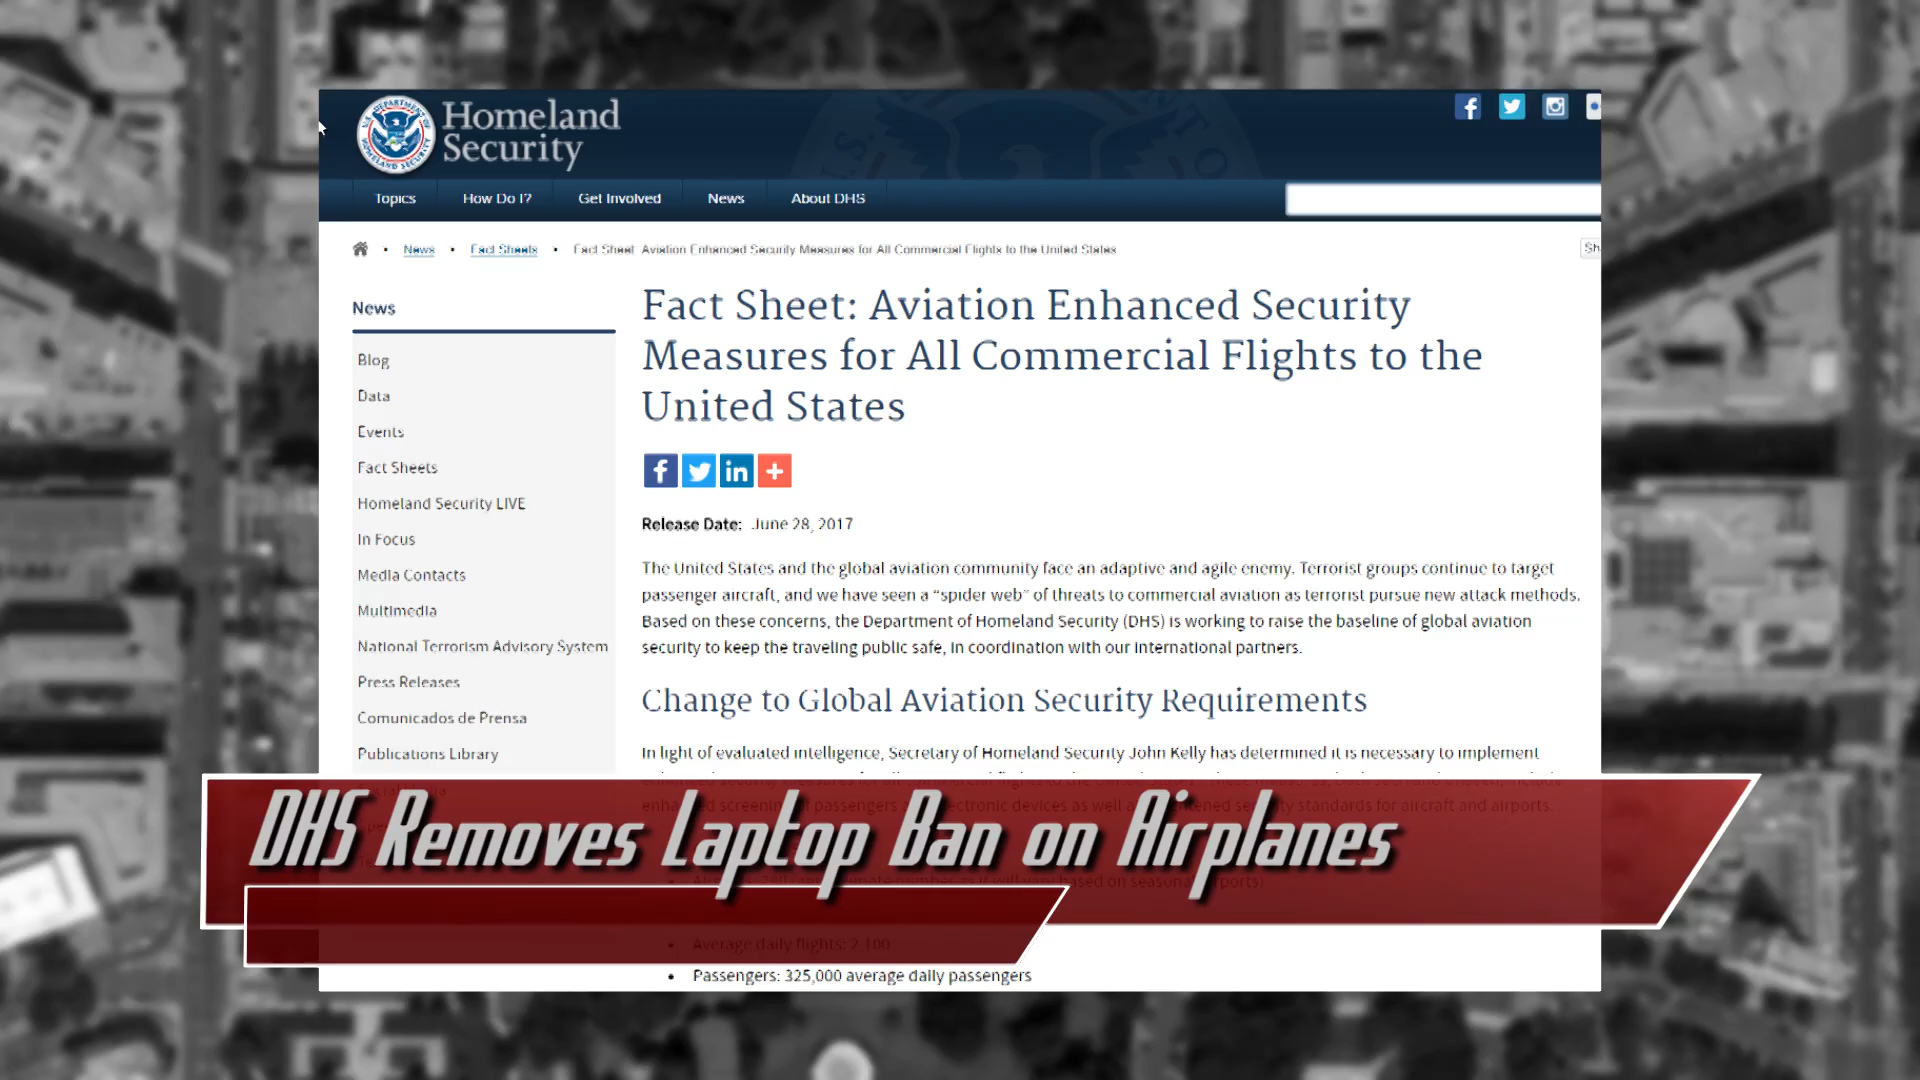 Homeland
Security
Topics
How Do I?
Get Involved
News
About DHS
News
Fact Sheets
Fact Sheet: Aviation Enhanced Security Measures for All Commercial Flights to the United States
Sh
News
Blog
Data
Events
Fact Sheets
Homeland Security LIVE
In Focus
Media Contacts
Multimedia
National Terrorism Advisory System
Press Releases
Comunicados de Prensa
Publications Library
Fact Sheet: Aviation Enhanced Security
Measures for All Commercial Flights to the
United States
Release Date: June 28, 2017
The United States and the global aviation community face an adaptive and agile enemy. Terrorist groups continue to target
passenger aircraft, and we have seen a “spider web” of threats to commercial aviation as terrorist pursue new attack methods.
Based on these concerns, the Department of Homeland Security (DHS) is working to raise the baseline of global aviation
security to keep the traveling public safe, in coordination with our international partners.
Change to Global Aviation Security Requirements
In light of evaluated intelligence, Secretary of Homeland Security John Kelly has determined it is necessary to implement
screening of passengers electronic devices as well standards for aircraft and airports.
DHS Removes Laptop Ban on Airplanes
based on seasonal
Average daily flights: 2,100
Passengers: 325,000 average daily passengers